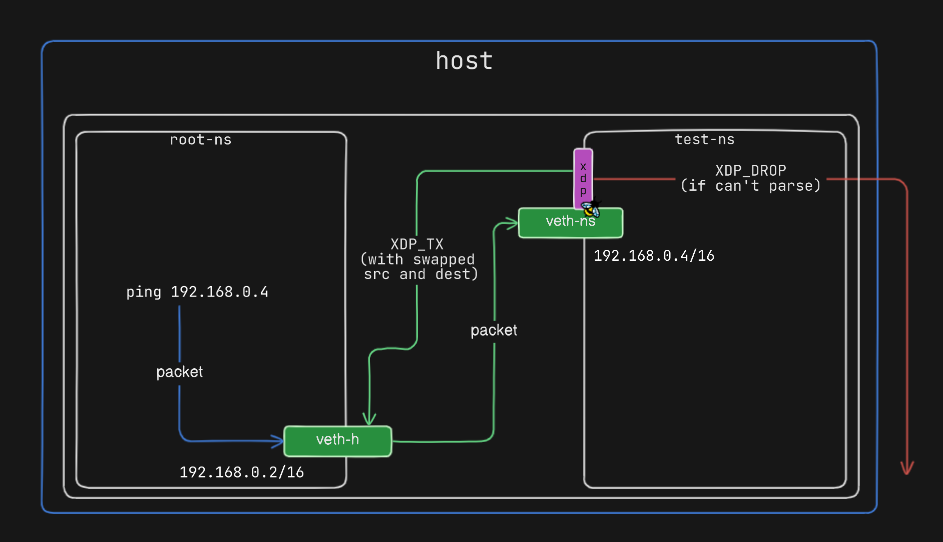 host
root-ns
test-ns
x
d
p
XDP_DROP
(if can't parse)
veth-ns
XDP_TX
(with swapped
src and dest)
192.168.0.4/16
ping 192.168.0.4
packet
packet
veth-h
192.168.0.2/16